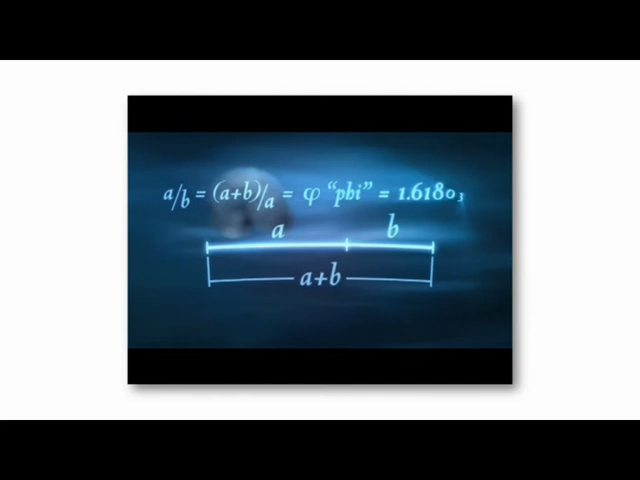 a/b = (a+b)/a = φ “phi” = 1.61803
a b
a+b